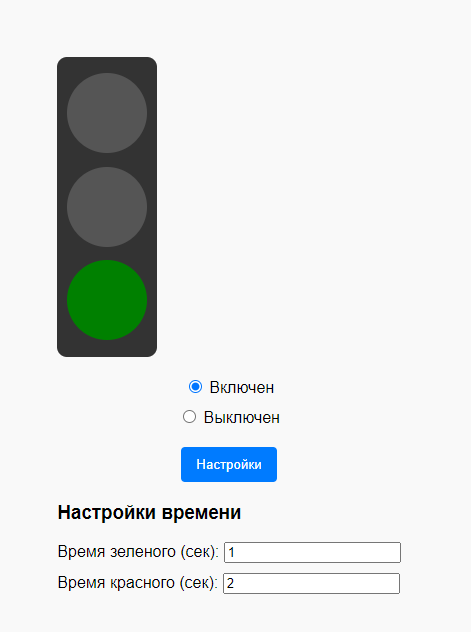 Включен
Выключен
Настройки
Настройки времени
Время зеленого (сек): 1
Время красного (сек): 2